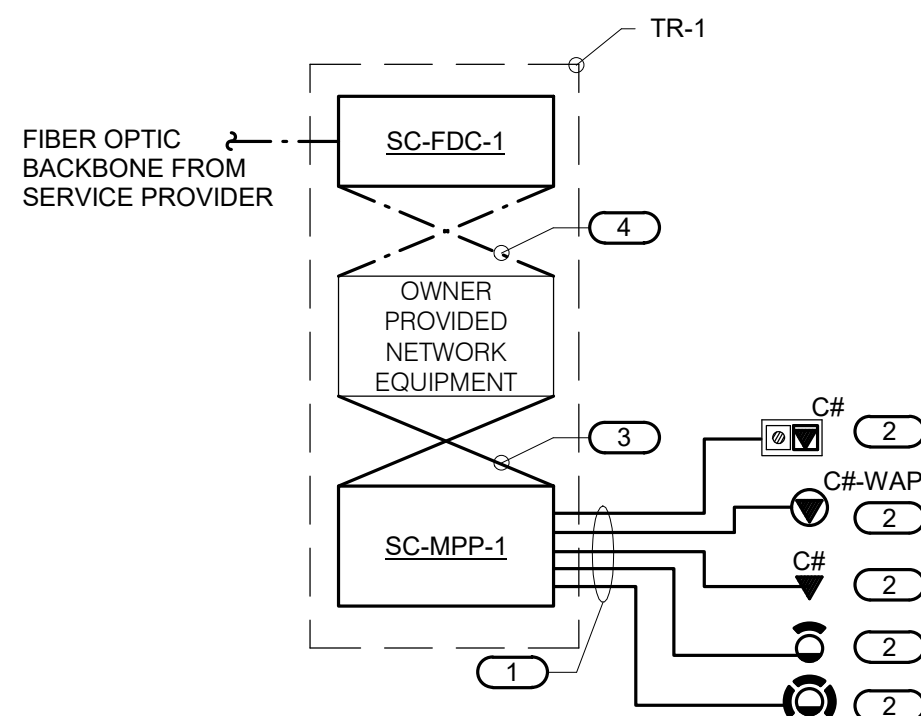 TR-1
FIBER OPTIC
BACKBONE FROM
SERVICE PROVIDER
SC-FDC-1
4
OWNER
PROVIDED
NETWORK
EQUIPMENT
3
SC-MPP-1
1
C#
2
C#-WAP
2
C#
2
2
2